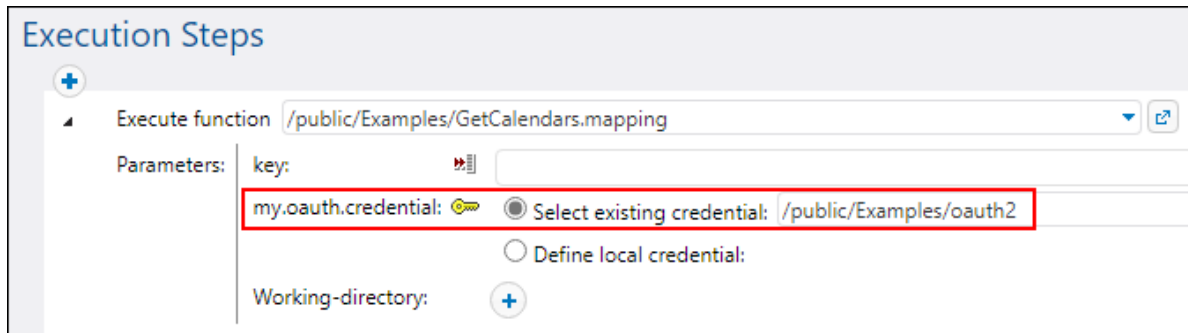 Execution Steps
Execute function /public/Examples/GetCalendars.mapping
Parameters: key:
my.oauth.credential: Select existing credential: /public/Examples/oauth2
Define local credential:
Working-directory: